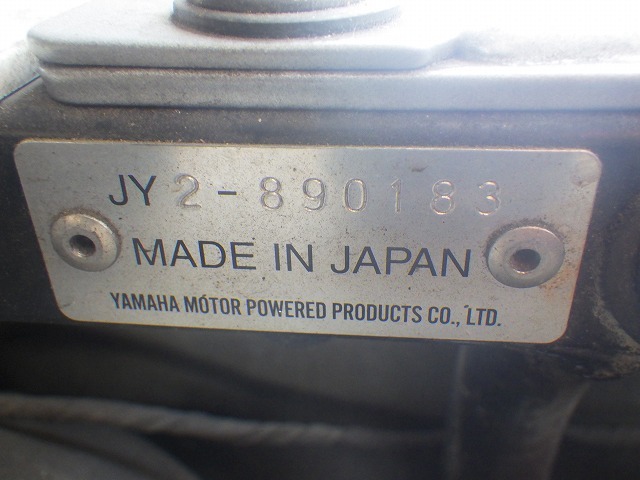 JY2-890183
MADE IN JAPAN
YAMAHA MOTOR POWERED PRODUCTS CO., LTD.